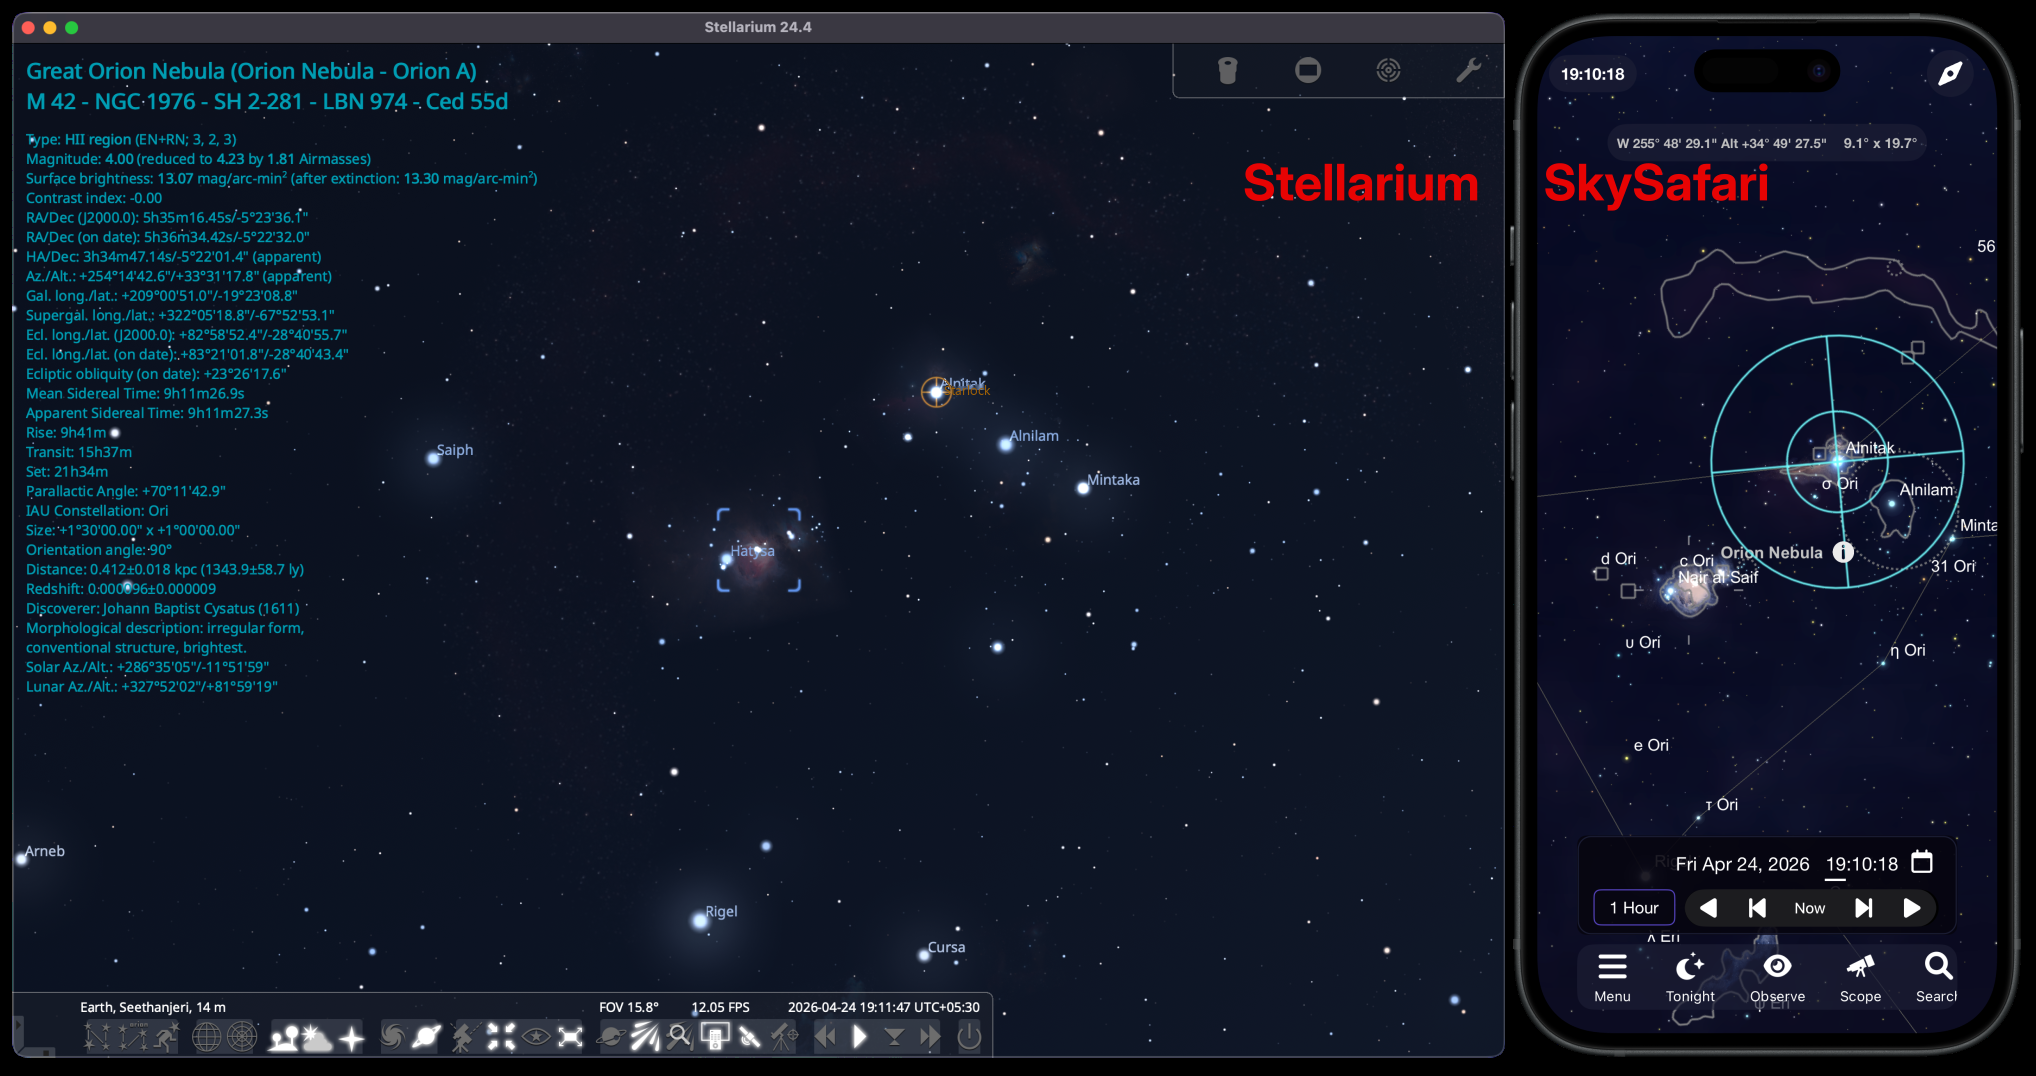 Stellarium 24.4
Great Orion Nebula (Orion Nebula - Orion A)
M 42 - NGC 1976 - SH 2-281 - LBN 974 - Ced 55d
Type: HII region (EN+RN; 3, 2, 3)
Magnitude: 4.00 (reduced to 4.23 by 1.81 Airmasses)
Surface brightness: 13.07 mag/arc-min² (after extinction: 13.30 mag/arc-min²)
Contrast index: -0.00
RA/Dec (J2000.0): 5h35m16.45s/-5°23'36.1"
RA/Dec (on date): 5h36m34.42s/-5°22'32.0"
HA/Dec: 3h34m47.14s/-5°22'01.4" (apparent)
Az./Alt.: +254°14'42.6"/+33°31'17.8" (apparent)
Gal. long./lat.: +209°00'51.0"/-19°23'08.8"
Supergal. long./lat.: +322°05'18.8"/-67°52'53.1"
Ecl. long./lat. (J2000.0): +82°58'52.4"/-28°40'55.7"
Ecl. long./lat. (on date): +83°21'01.8"/-28°40'43.4"
Ecliptic obliquity (on date): +23°26'17.6"
Mean Sidereal Time: 9h11m26.9s
Apparent Sidereal Time: 9h11m27.3s
Rise: 9h41m
Transit: 15h37m
Set: 21h34m
Parallactic Angle: +70°11'42.9"
IAU Constellation: Ori
Size: +1°30'00.00" x +1°00'00.00"
Orientation angle: 90°
Distance: 0.412±0.018 kpc (1343.9±58.7 ly)
Redshift: 0.000096±0.000009
Discoverer: Johann Baptist Cysatus (1611)
Morphological description: irregular form,
conventional structure, brightest.
Solar Az./Alt.: +286°35'05"/-11°51'59"
Lunar Az./Alt.: +327°52'02"/+81°59'19"
Stellarium
Alnitak
Starlock
Alnilam
Saiph
Mintaka
Hatysa
Arneb
Rigel
Cursa
Earth, Seethanjeri, 14 m
FOV 15.8°
12.05 FPS
2026-04-24 19:11:47 UTC+05:30
19:10:18
W 255° 48' 29.1" Alt +34° 49' 27.5" 9.1° x 19.7°
SkySafari
56
Alnitak
σ Ori
Alnilam
Minta
Orion Nebula
31 Ori
d Ori
c Ori
Nair al Saif
υ Ori
η Ori
e Ori
τ Ori
Fri Apr 24, 2026 19:10:18
1 Hour
Now
λ Eri
Menu
Tonight
Observe
Scope
Search
ψ Eri